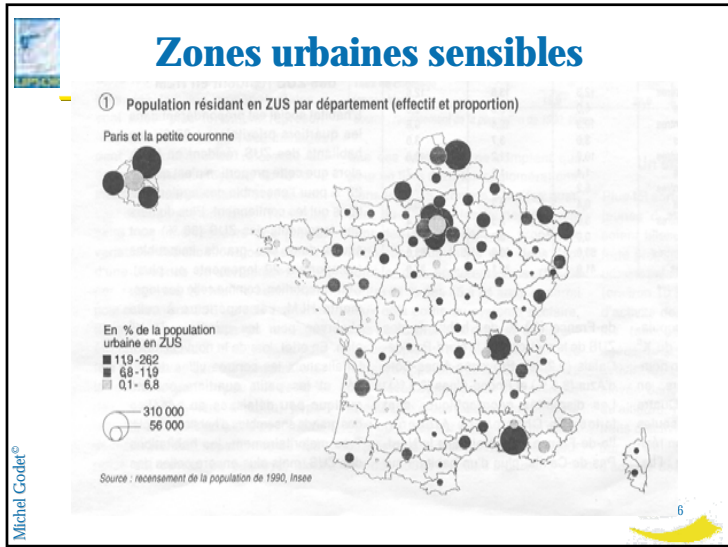 Zones urbaines sensibles
① Population résidant en ZUS par département (effectif et proportion)
Paris et la petite couronne
En % de la population
urbaine en ZUS
11,9 - 26,2
6,8 - 11,9
0,1 - 6,8
310 000
56 000
Source : recensement de la population de 1990, Insee
Michel Godet©
6